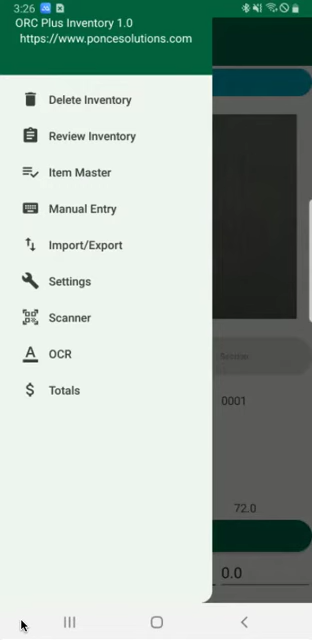 3:26
ORC Plus Inventory 1.0
https://www.poncesolutions.com
Delete Inventory
Review Inventory
Item Master
Manual Entry
Import/Export
Settings
Scanner
A OCR
$ Totals
0001
72.0
0.0